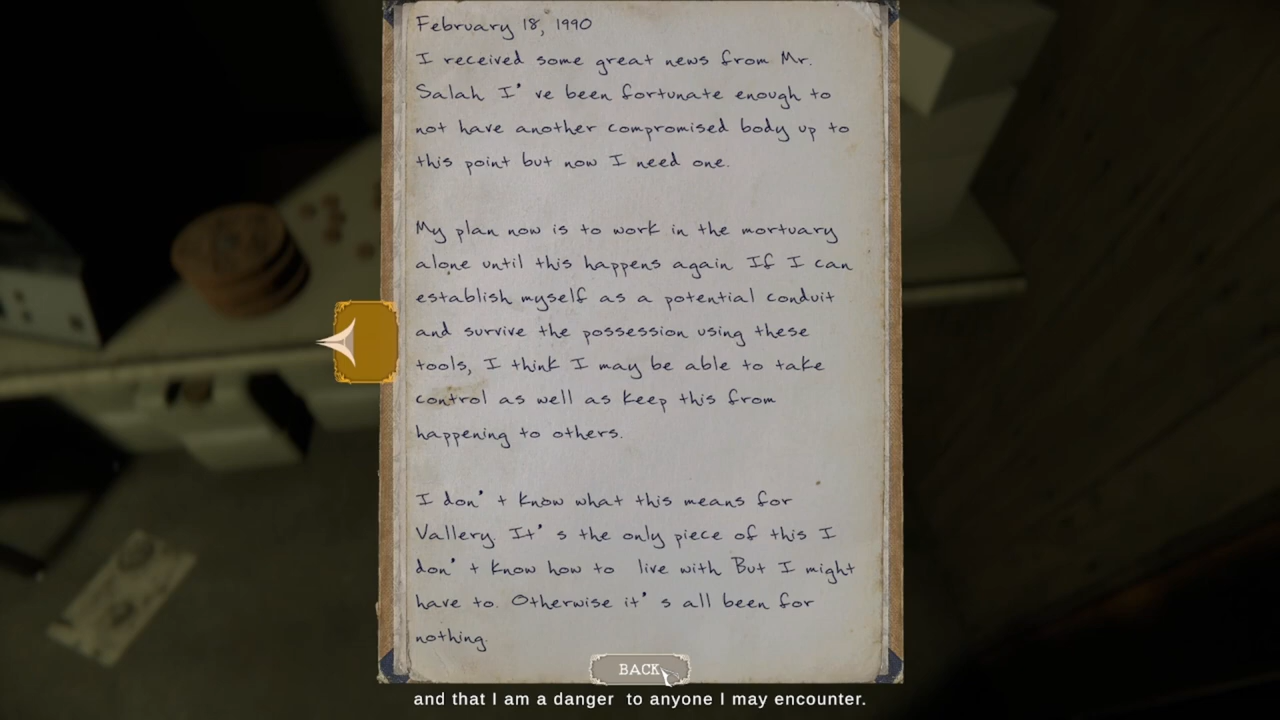 February 18, 1990
I received some great news from Mr.
Salah I' ve been fortunate enough to
not have another compromised body up to
this point but now I need one.
My plan now is to work in the mortuary
alone until this happens again If I can
establish myself as a potential conduit
and survive the possession using these
tools, I think I may be able to take
control as well as keep this from
happening to others.
I don' t know what this means for
Vallery It' s the only piece of this I
don' t know how to  live with But I might
have to. Otherwise it' s all been for
nothing.
BACK
and that I am a danger  to anyone I may encounter.